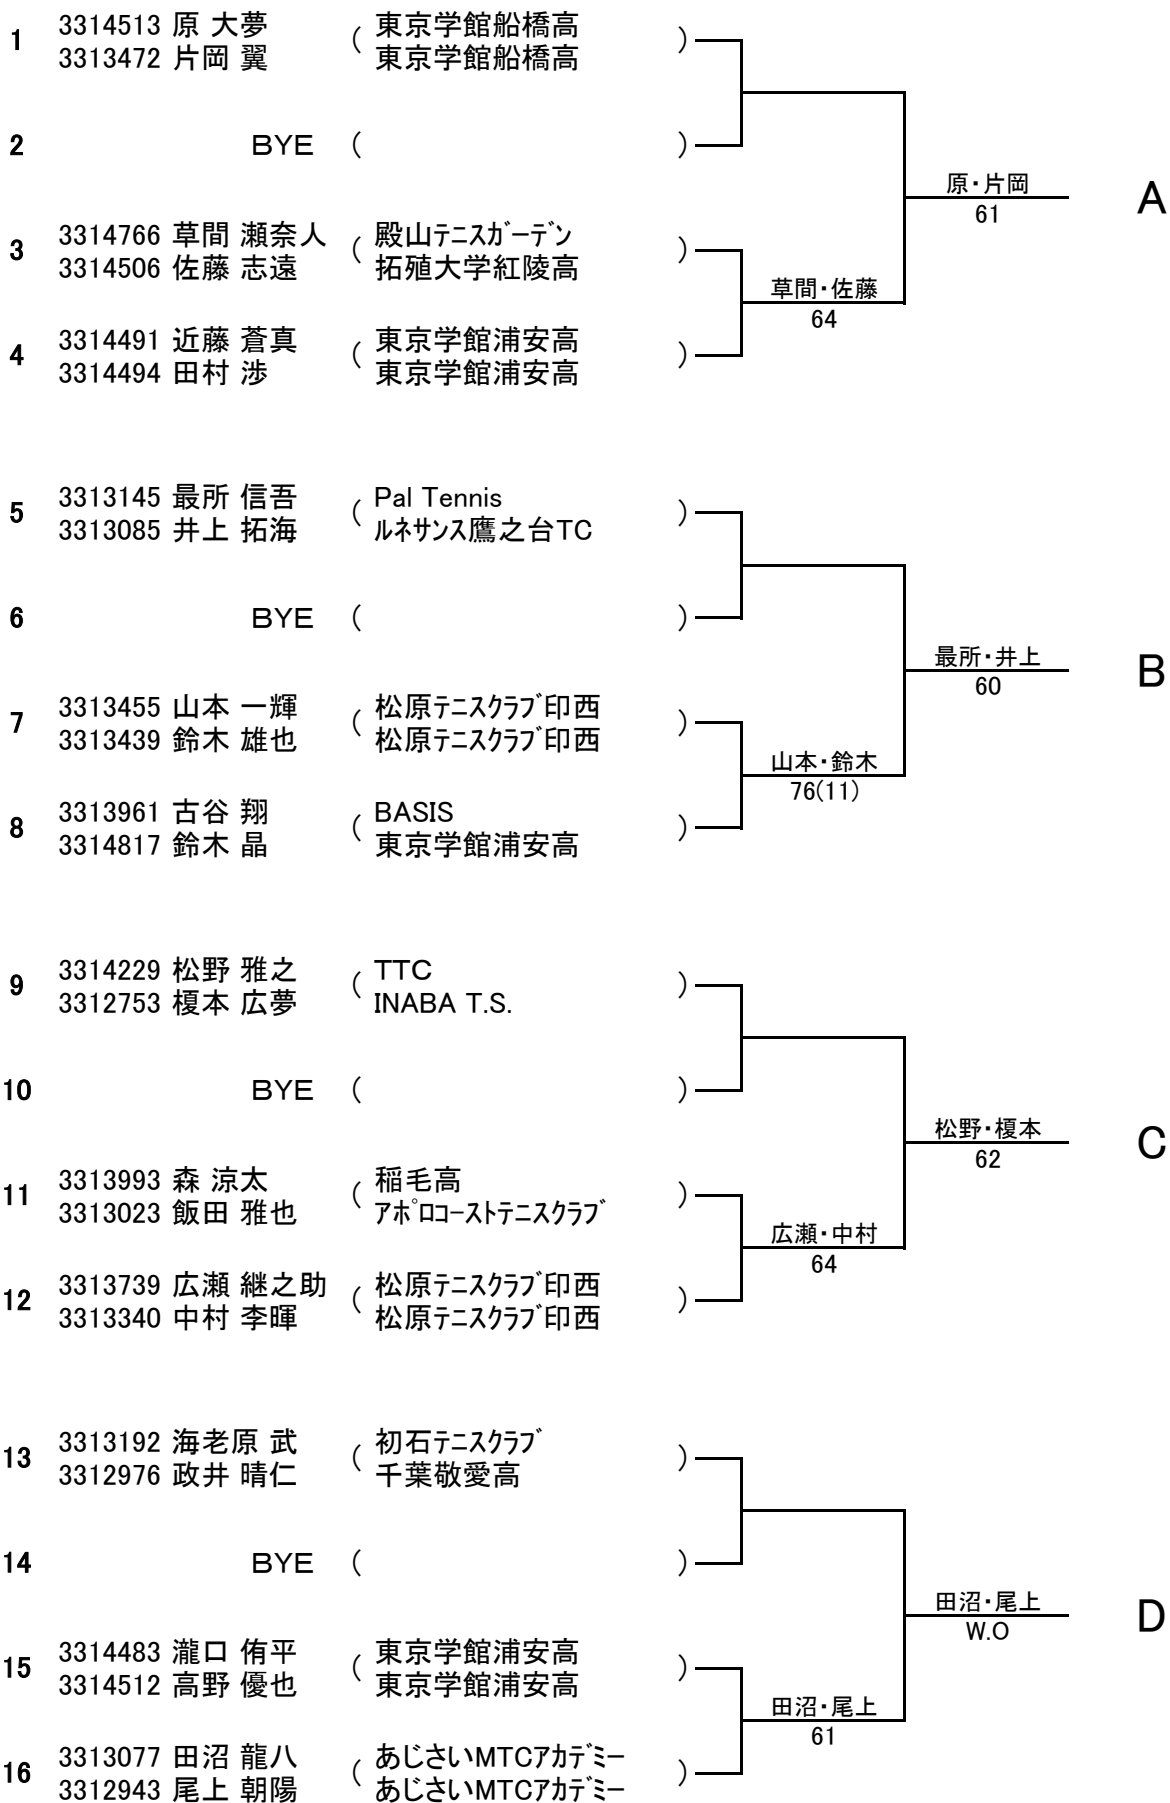 1 3314513 原 大夢 ( 東京学館船橋高 )
3313472 片岡 翼 東京学館船橋高
2 BYE ( )
原・片岡 A
61
3 3314766 草間 瀬奈人 ( 殿山ﾃﾆｽｶﾞｰﾃﾞﾝ )
3314506 佐藤 志遠 拓殖大学紅陵高
草間・佐藤
64
4 3314491 近藤 蒼真 ( 東京学館浦安高 )
3314494 田村 渉 東京学館浦安高
5 3313145 最所 信吾 ( Pal Tennis )
3313085 井上 拓海 ﾙﾈｻﾝｽ鷹之台TC
6 BYE ( )
最所・井上 B
60
7 3313455 山本 一輝 ( 松原ﾃﾆｽｸﾗﾌﾞ印西 )
3313439 鈴木 雄也 松原ﾃﾆｽｸﾗﾌﾞ印西
山本・鈴木
76(11)
8 3313961 古谷 翔 ( BASIS )
3314817 鈴木 晶 東京学館浦安高
9 3314229 松野 雅之 ( TTC )
3312753 榎本 広夢 INABA T.S.
10 BYE ( )
松野・榎本 C
62
11 3313993 森 涼太 ( 稲毛高 )
3313023 飯田 雅也 ｱﾎﾟﾛｺｰｽﾄﾃﾆｽｸﾗﾌﾞ
広瀬・中村
64
12 3313739 広瀬 継之助 ( 松原ﾃﾆｽｸﾗﾌﾞ印西 )
3313340 中村 李暉 松原ﾃﾆｽｸﾗﾌﾞ印西
13 3313192 海老原 武 ( 初石ﾃﾆｽｸﾗﾌﾞ )
3312976 政井 晴仁 千葉敬愛高
14 BYE ( )
田沼・尾上 D
W.O
15 3314483 瀧口 侑平 ( 東京学館浦安高 )
3314512 高野 優也 東京学館浦安高
田沼・尾上
61
16 3313077 田沼 龍八 ( あじさいMTCｱｶﾃﾞﾐｰ )
3312943 尾上 朝陽 あじさいMTCｱｶﾃﾞﾐｰ